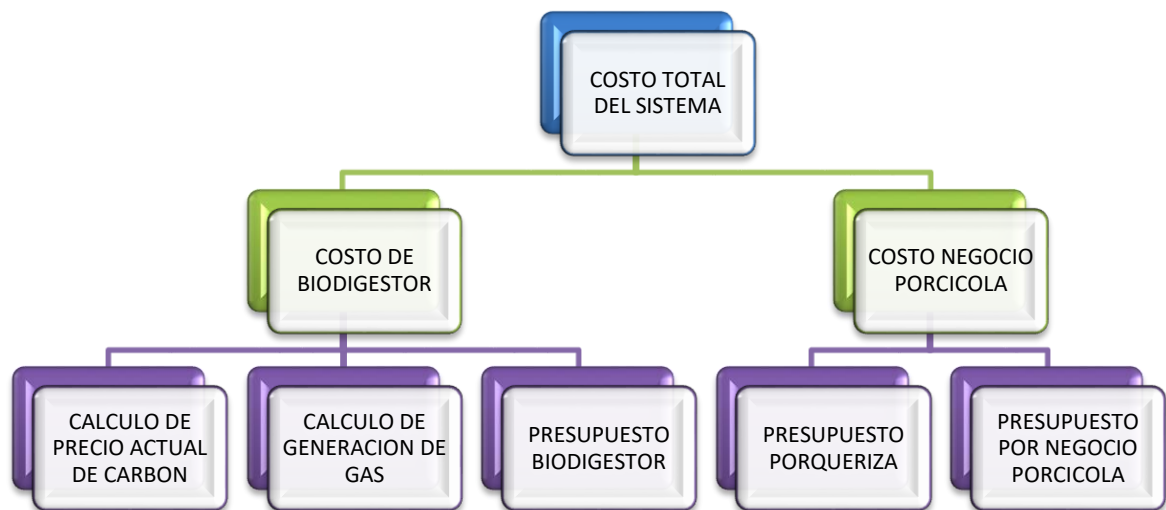 COSTO TOTAL
DEL SISTEMA
COSTO DE
BIODIGESTOR
COSTO NEGOCIO
PORCICOLA
CALCULO DE
PRECIO ACTUAL
DE CARBON
CALCULO DE
GENERACION DE
GAS
PRESUPUESTO
BIODIGESTOR
PRESUPUESTO
PORQUERIZA
PRESUPUESTO
POR NEGOCIO
PORCICOLA